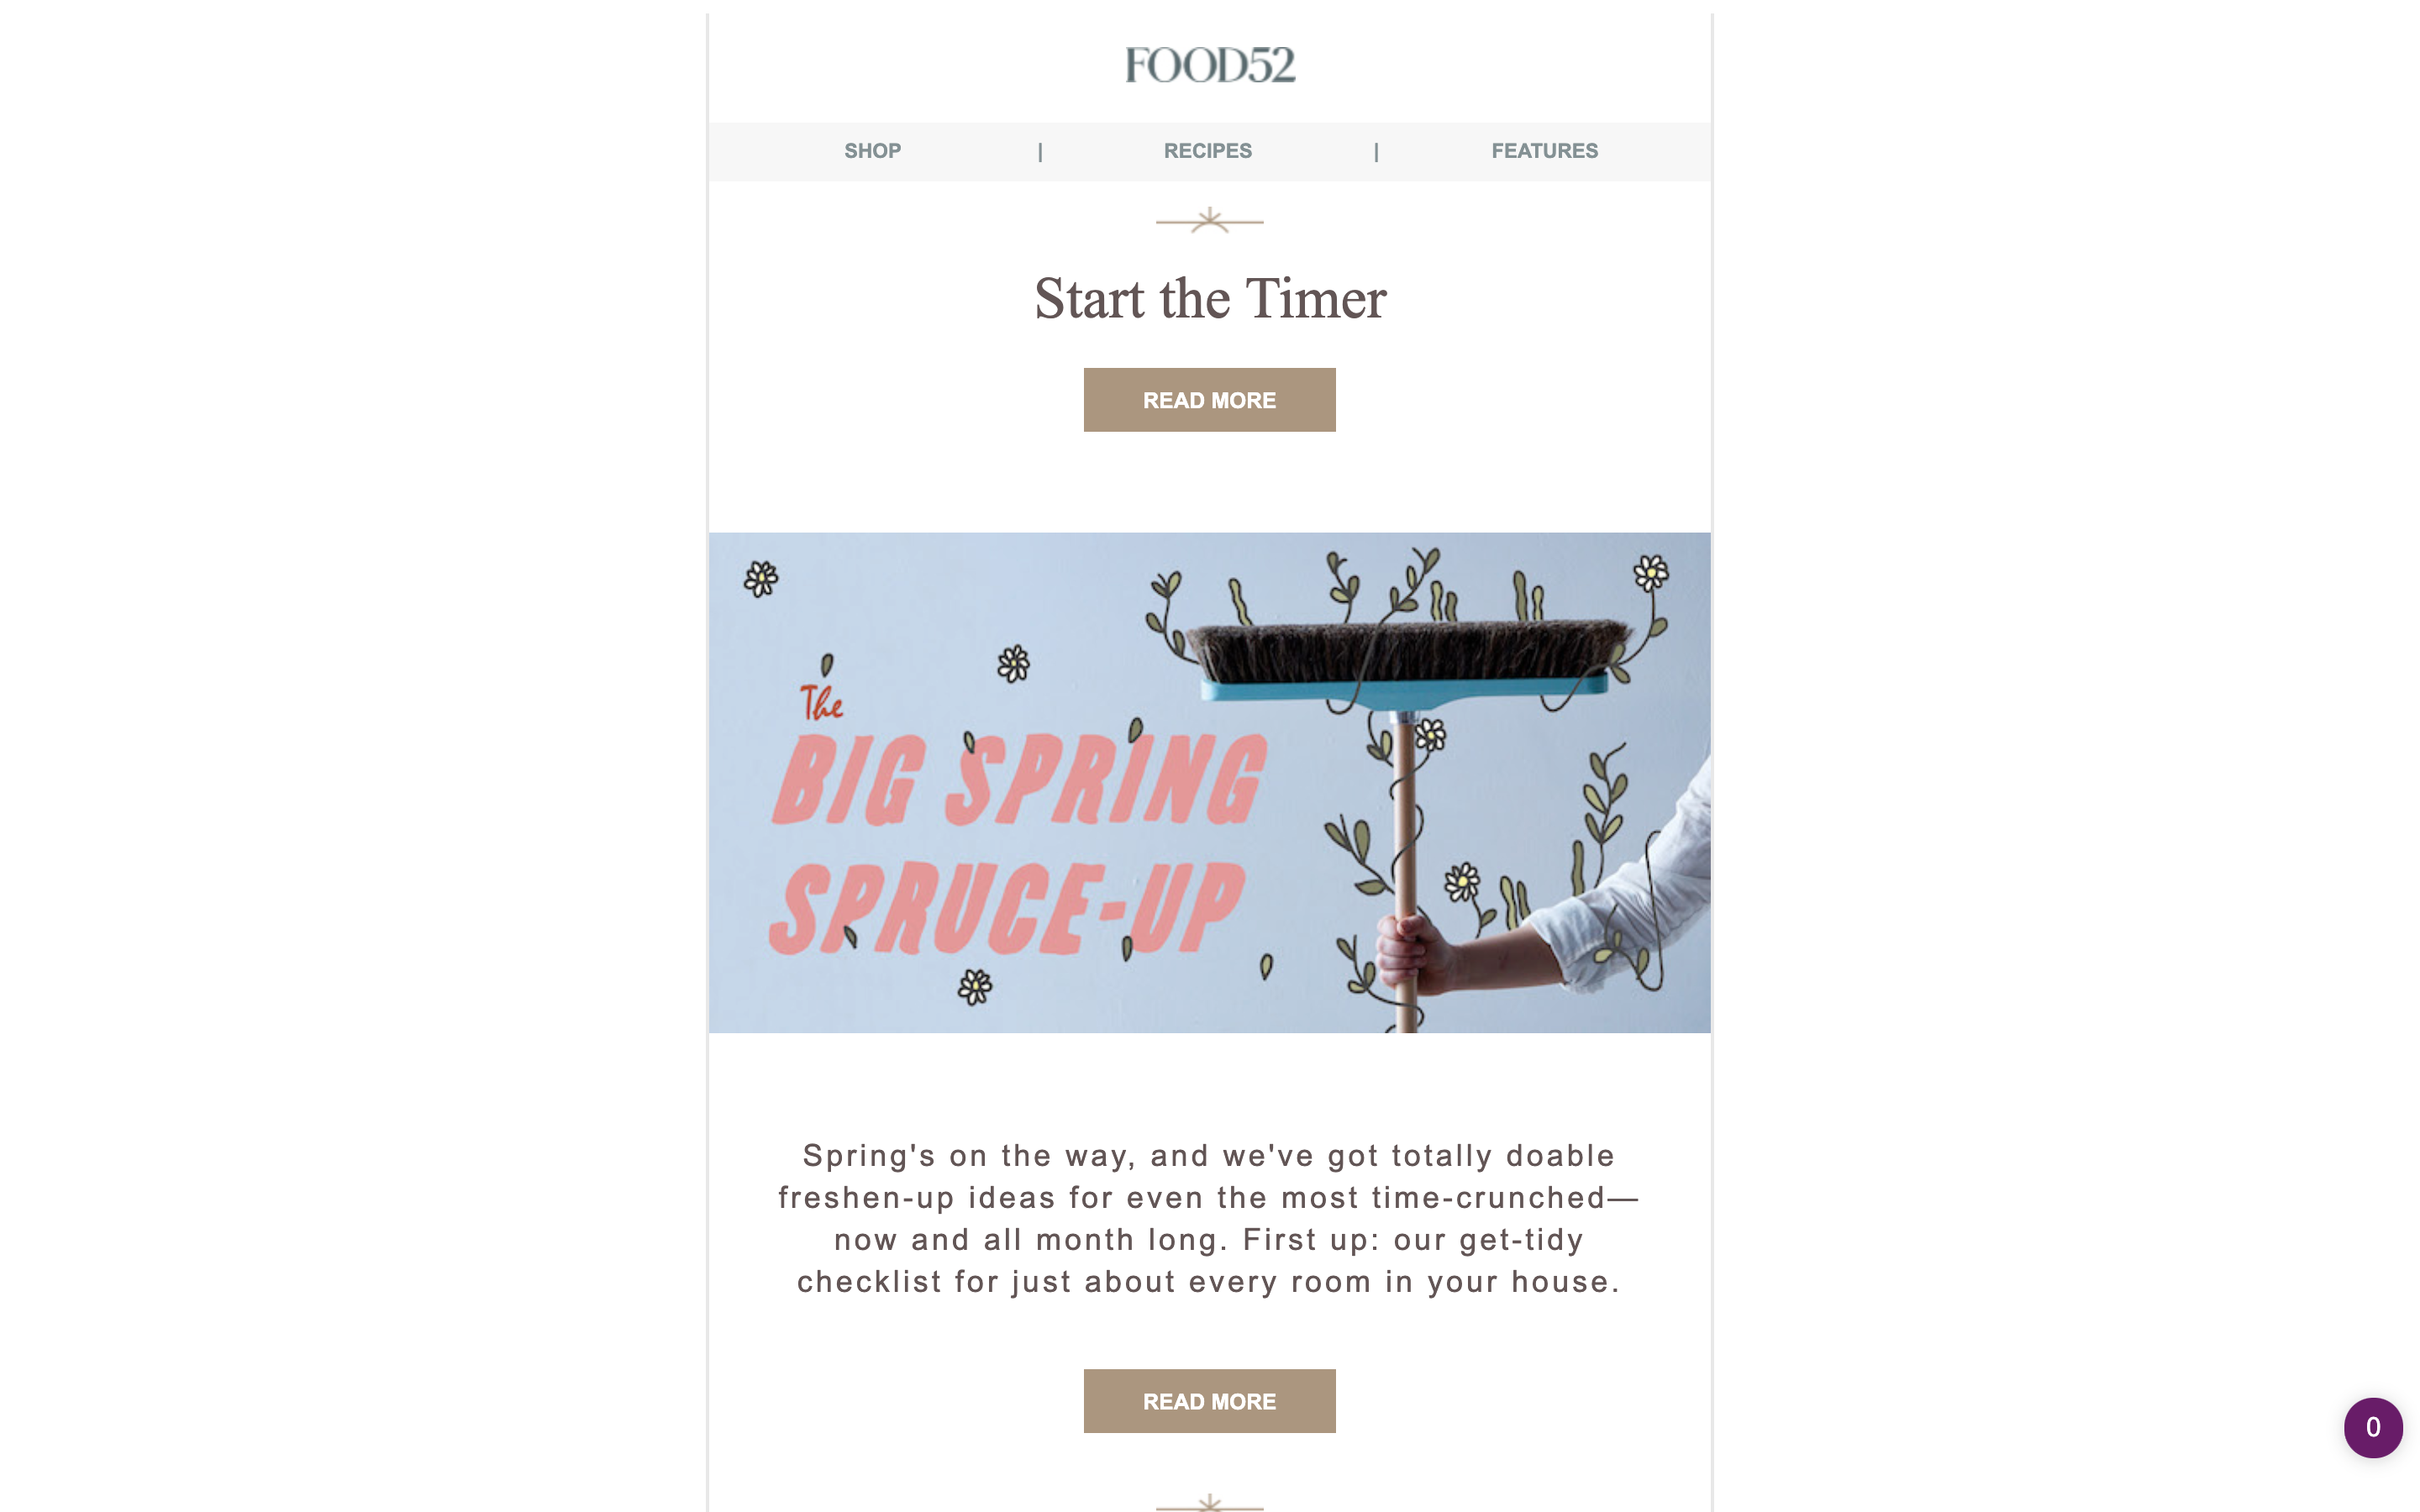 FOOD52
SHOP | RECIPES | FEATURES
Start the Timer
READ MORE
The
BIG SPRING
SPRUCE-UP
Spring's on the way, and we've got totally doable
freshen-up ideas for even the most time-crunched—
now and all month long. First up: our get-tidy
checklist for just about every room in your house.
READ MORE
0